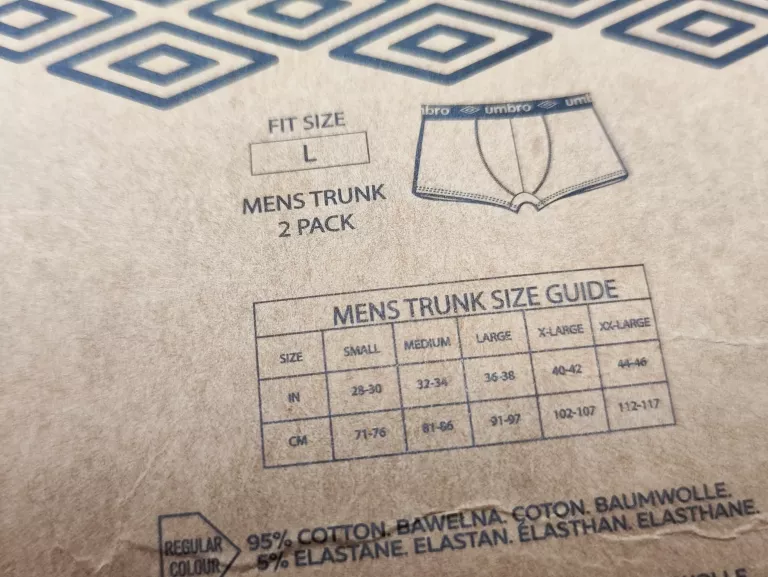 umbro umbro
FIT SIZE
L
MENS TRUNK
2 PACK
MENS TRUNK SIZE GUIDE
SIZE SMALL MEDIUM LARGE X-LARGE XX-LARGE
IN 28-30 32-34 36-38 40-42 44-46
CM 71-76 81-86 91-97 102-107 112-117
REGULAR
COLOUR
95% COTTON. BAWELNA. COTON. BAUMWOLLE.
5% ELASTANE. ELASTAN. ÉLASTHAN. ELASTHANE.